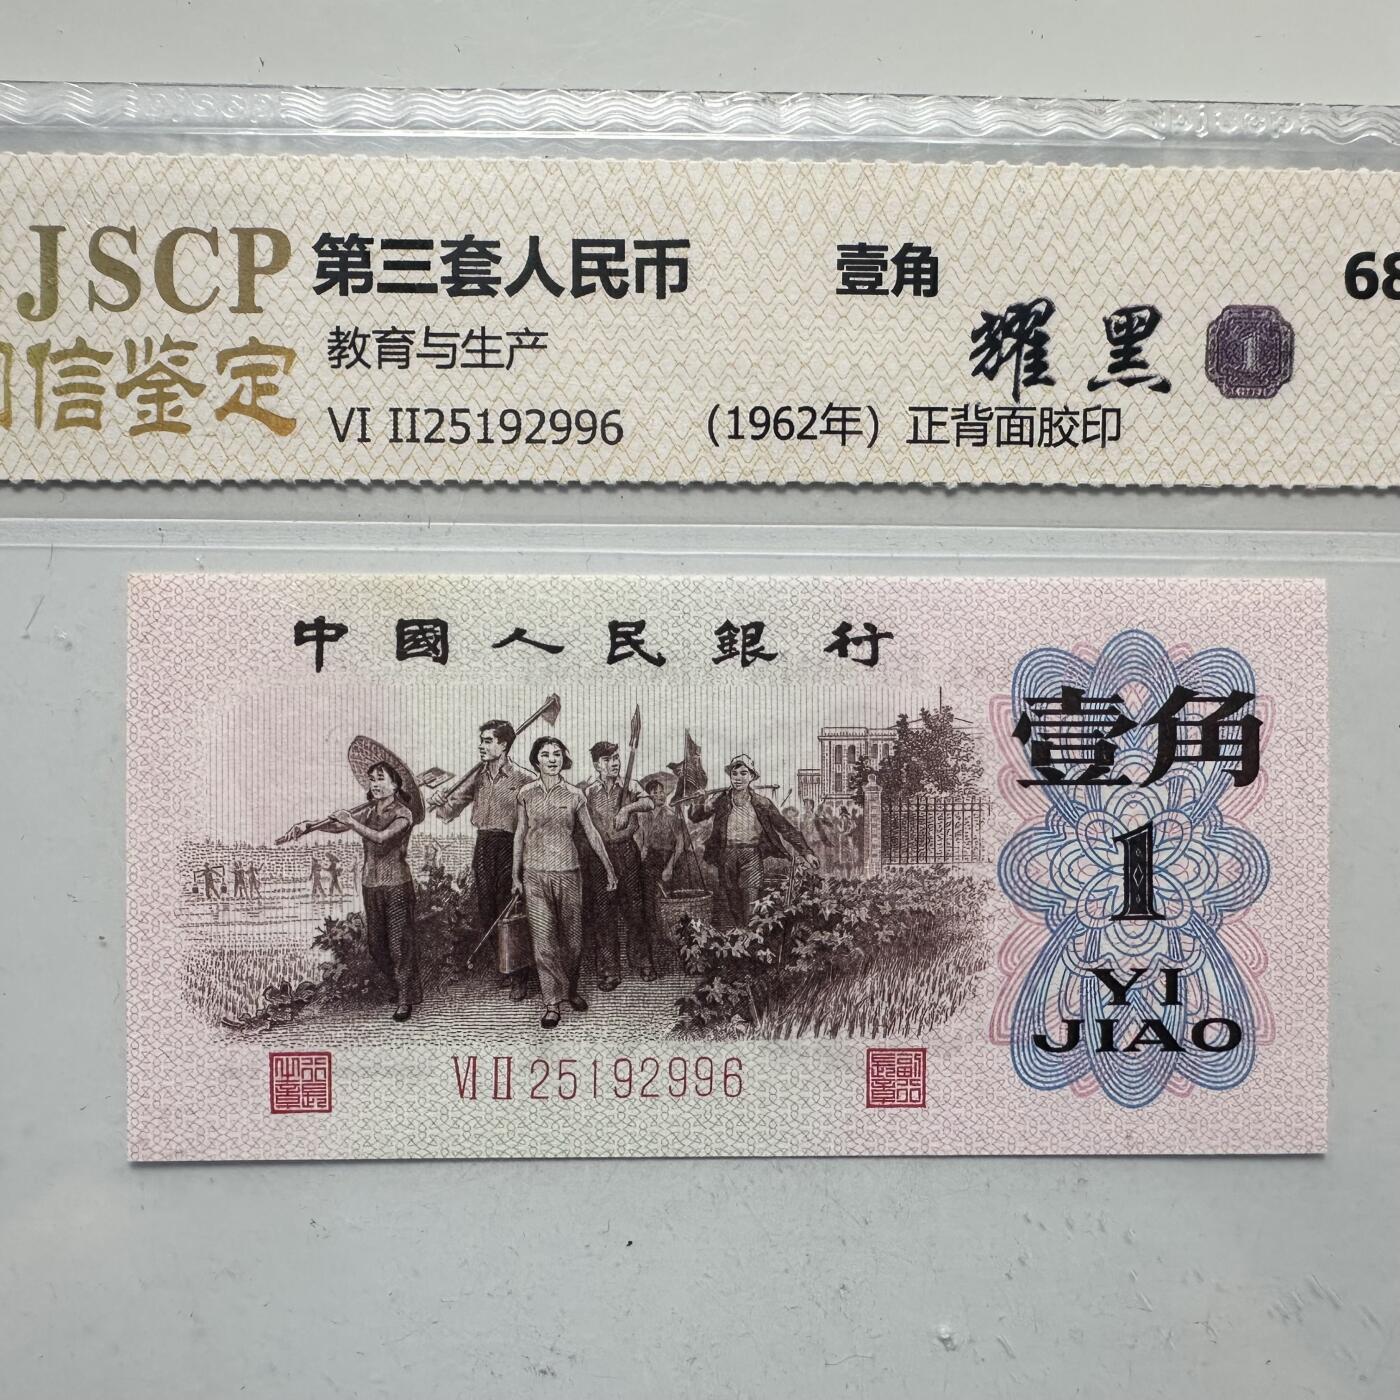 JSCP 第三套人民币 壹角 68
信鉴定 教育与生产 耀黑 1
VI II25192996 (1962年) 正背面胶印
中國人民銀行
壹角
1
YI
JIAO
VI II 25192996